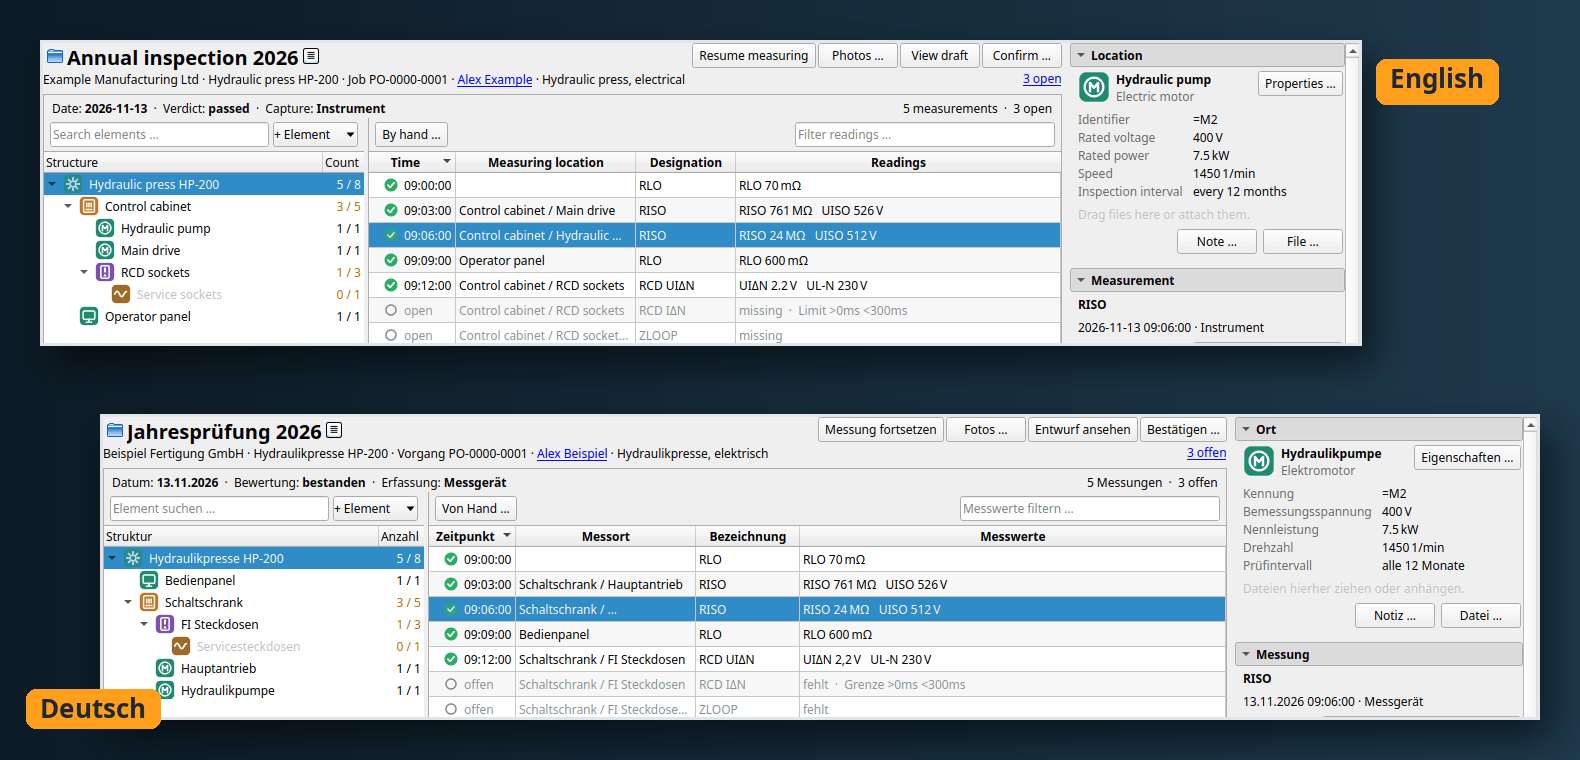 Annual inspection 2026
Resume measuring
Photos ...
View draft
Confirm ...
Example Manufacturing Ltd · Hydraulic press HP-200 · Job PO-0000-0001 · Alex Example · Hydraulic press, electrical
3 open
Date: 2026-11-13 · Verdict: passed · Capture: Instrument
5 measurements · 3 open
Search elements ...
+ Element
By hand ...
Filter readings ...
Structure Count
Hydraulic press HP-200 5 / 8
Control cabinet 3 / 5
Hydraulic pump 1 / 1
Main drive 1 / 1
RCD sockets 1 / 3
Service sockets 0 / 1
Operator panel 1 / 1
Time Measuring location Designation Readings
09:00:00 RLO RLO 70 mΩ
09:03:00 Control cabinet / Main drive RISO RISO 761 MΩ UISO 526 V
09:06:00 Control cabinet / Hydraulic ... RISO RISO 24 MΩ UISO 512 V
09:09:00 Operator panel RLO RLO 600 mΩ
09:12:00 Control cabinet / RCD sockets RCD UIΔN UIΔN 2.2 V UL-N 230 V
open Control cabinet / RCD sockets RCD IΔN missing · Limit >0ms <300ms
open Control cabinet / RCD socket... ZLOOP missing
Location
Hydraulic pump
Electric motor
Properties ...
Identifier =M2
Rated voltage 400 V
Rated power 7.5 kW
Speed 1450 1/min
Inspection interval every 12 months
Drag files here or attach them.
Note ...
File ...
Measurement
RISO
2026-11-13 09:06:00 · Instrument
English
Jahresprüfung 2026
Messung fortsetzen
Fotos ...
Entwurf ansehen
Bestätigen ...
Beispiel Fertigung GmbH · Hydraulikpresse HP-200 · Vorgang PO-0000-0001 · Alex Beispiel · Hydraulikpresse, elektrisch
3 offen
Datum: 13.11.2026 · Bewertung: bestanden · Erfassung: Messgerät
5 Messungen · 3 offen
Element suchen ...
+ Element
Von Hand ...
Messwerte filtern ...
Struktur Anzahl
Hydraulikpresse HP-200 5 / 8
Bedienpanel 1 / 1
Schaltschrank 3 / 5
FI Steckdosen 1 / 3
Servicesteckdosen 0 / 1
Hauptantrieb 1 / 1
Hydraulikpumpe 1 / 1
Zeitpunkt Messort Bezeichnung Messwerte
09:00:00 RLO RLO 70 mΩ
09:03:00 Schaltschrank / Hauptantrieb RISO RISO 761 MΩ UISO 526 V
09:06:00 Schaltschrank / ... RISO RISO 24 MΩ UISO 512 V
09:09:00 Bedienpanel RLO RLO 600 mΩ
09:12:00 Schaltschrank / FI Steckdosen RCD UIΔN UIΔN 2,2 V UL-N 230 V
offen Schaltschrank / FI Steckdosen RCD IΔN fehlt · Grenze >0ms <300ms
offen Schaltschrank / FI Steckdose... ZLOOP fehlt
Ort
Hydraulikpumpe
Elektromotor
Eigenschaften ...
Kennung =M2
Bemessungsspannung 400 V
Nennleistung 7.5 kW
Drehzahl 1450 1/min
Prüfintervall alle 12 Monate
Dateien hierher ziehen oder anhängen.
Notiz ...
Datei ...
Messung
RISO
13.11.2026 09:06:00 · Messgerät
Deutsch